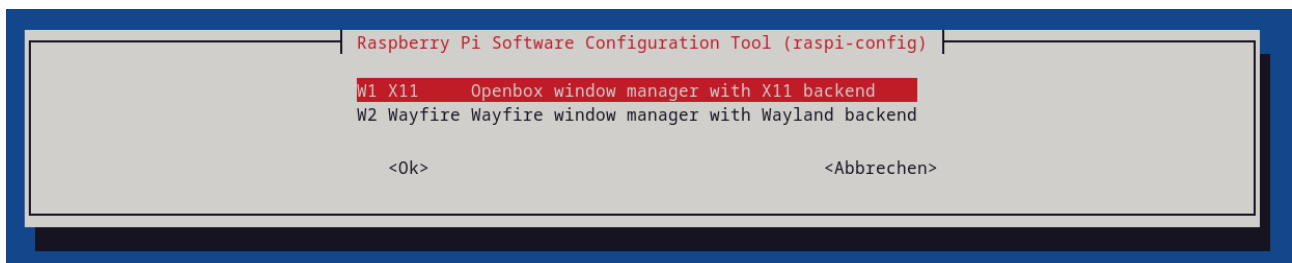 Raspberry Pi Software Configuration Tool (raspi-config)
W1 X11 Openbox window manager with X11 backend
W2 Wayfire Wayfire window manager with Wayland backend
<Ok> <Abbrechen>